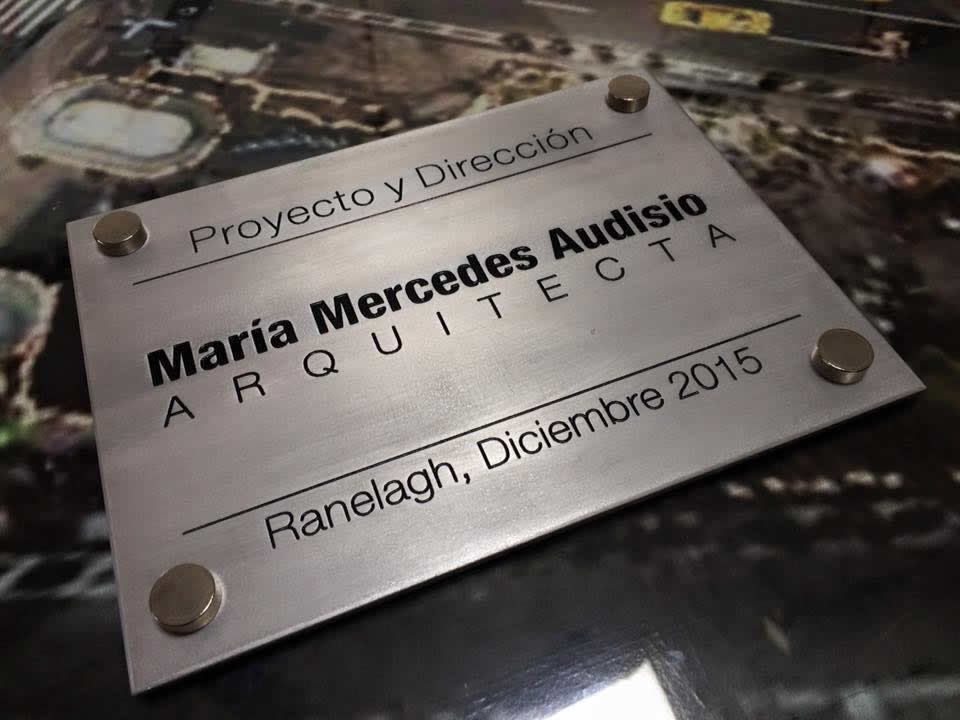 Proyecto y Dirección
María Mercedes Audisio
ARQUITECTA
Ranelagh, Diciembre 2015